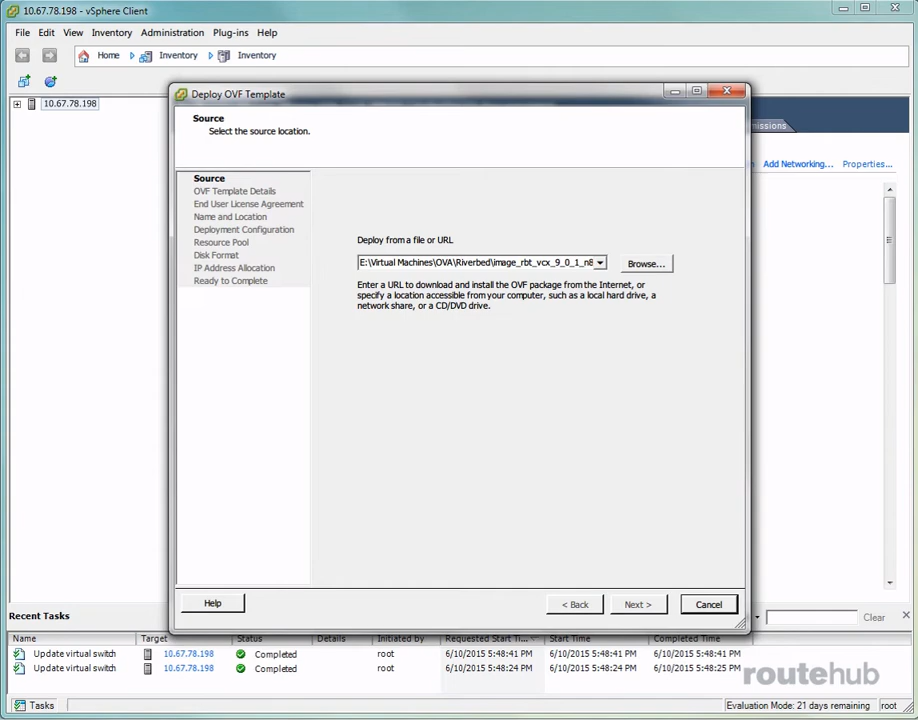 10.67.78.198 - vSphere Client
File Edit View Inventory Administration Plug-ins Help
Home Inventory Inventory
10.67.78.198
Deploy OVF Template
Source
Select the source location.
Source
OVF Template Details
End User License Agreement
Name and Location
Deployment Configuration
Resource Pool
Disk Format
IP Address Allocation
Ready to Complete
Deploy from a file or URL
E:\Virtual Machines\OVA\Riverbed\image_rbt_vcx_9_0_1_n8
Browse...
Enter a URL to download and install the OVF package from the Internet, or
specify a location accessible from your computer, such as a local hard drive, a
network share, or a CD/DVD drive.
Help
< Back Next > Cancel
missions
Add Networking... Properties...
Recent Tasks
Clear
Name Target Status Details Initiated by Requested Start Ti... Start Time Completed Time
Update virtual switch 10.67.78.198 Completed root 6/10/2015 5:48:41 PM 6/10/2015 5:48:41 PM 6/10/2015 5:48:41 PM
Update virtual switch 10.67.78.198 Completed root 6/10/2015 5:48:24 PM 6/10/2015 5:48:24 PM 6/10/2015 5:48:25 PM
routehub
Tasks
Evaluation Mode: 21 days remaining root